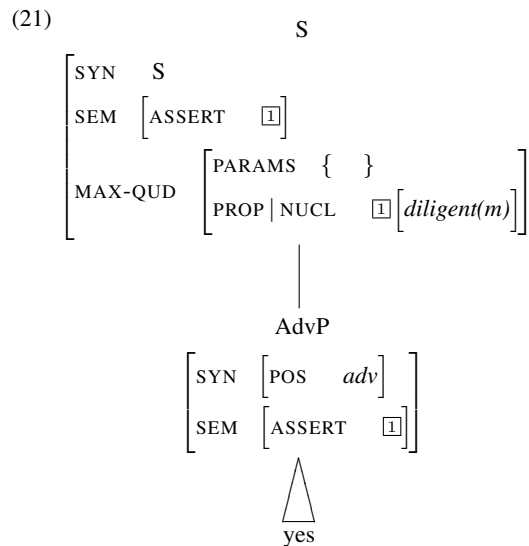 (21)
S
SYN S
SEM [ASSERT 1]
MAX-QUD [PARAMS { }
PROP | NUCL 1 [diligent(m)]]
AdvP
SYN [POS adv]
SEM [ASSERT 1]
yes